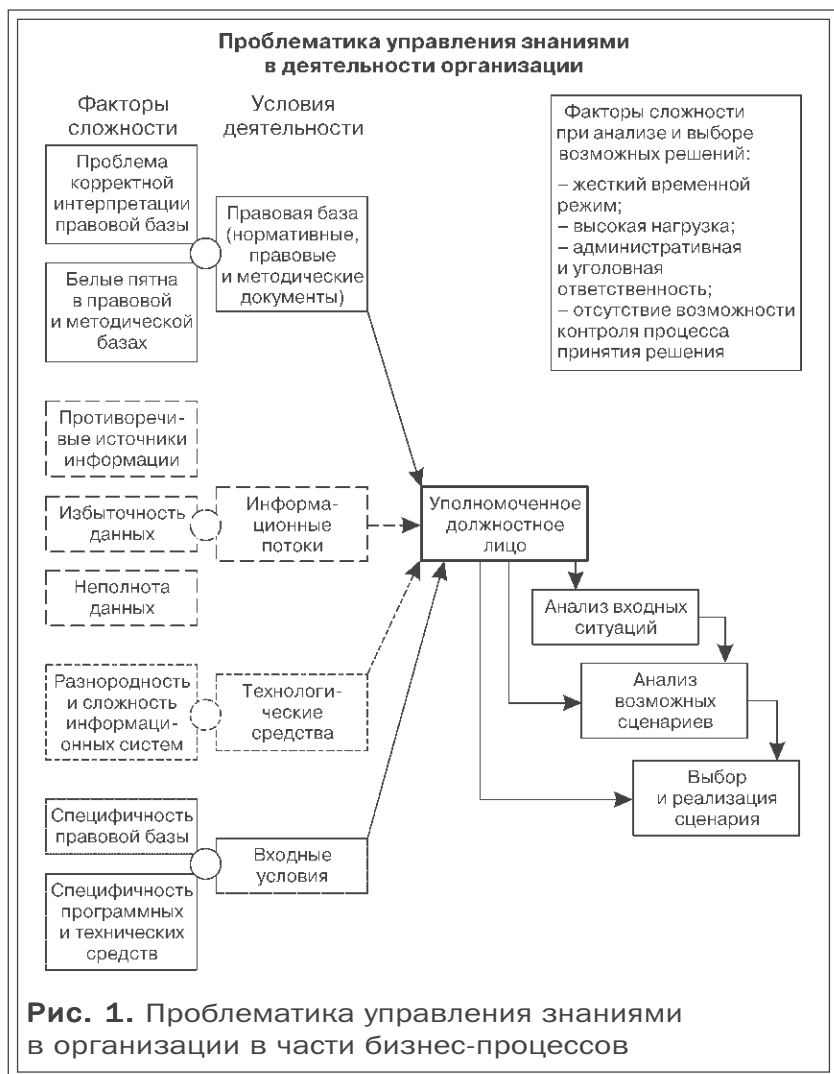 Проблематика управления знаниями
в деятельности организации
Факторы
сложности
Условия
деятельности
Проблема
корректной
интерпретации
правовой базы
Белые пятна
в правовой
и методической
базах
Правовая база
(нормативные,
правовые
и методические
документы)
Факторы сложности
при анализе и выборе
возможных решений:
– жесткий временной
режим;
– высокая нагрузка;
– административная
и уголовная
ответственность;
– отсутствие возможности
контроля процесса
принятия решения
Противоречи-
вые источники
информации
Избыточность
данных
Неполнота
данных
Информа-
ционные
потоки
Уполномоченное
должностное
лицо
Анализ входных
ситуаций
Разнородность
и сложность
информаци-
онных систем
Технологи-
ческие
средства
Анализ
возможных
сценариев
Выбор
и реализация
сценария
Специфичность
правовой базы
Специфичность
программных
и технических
средств
Входные
условия
Рис. 1. Проблематика управления знаниями
в организации в части бизнес-процессов